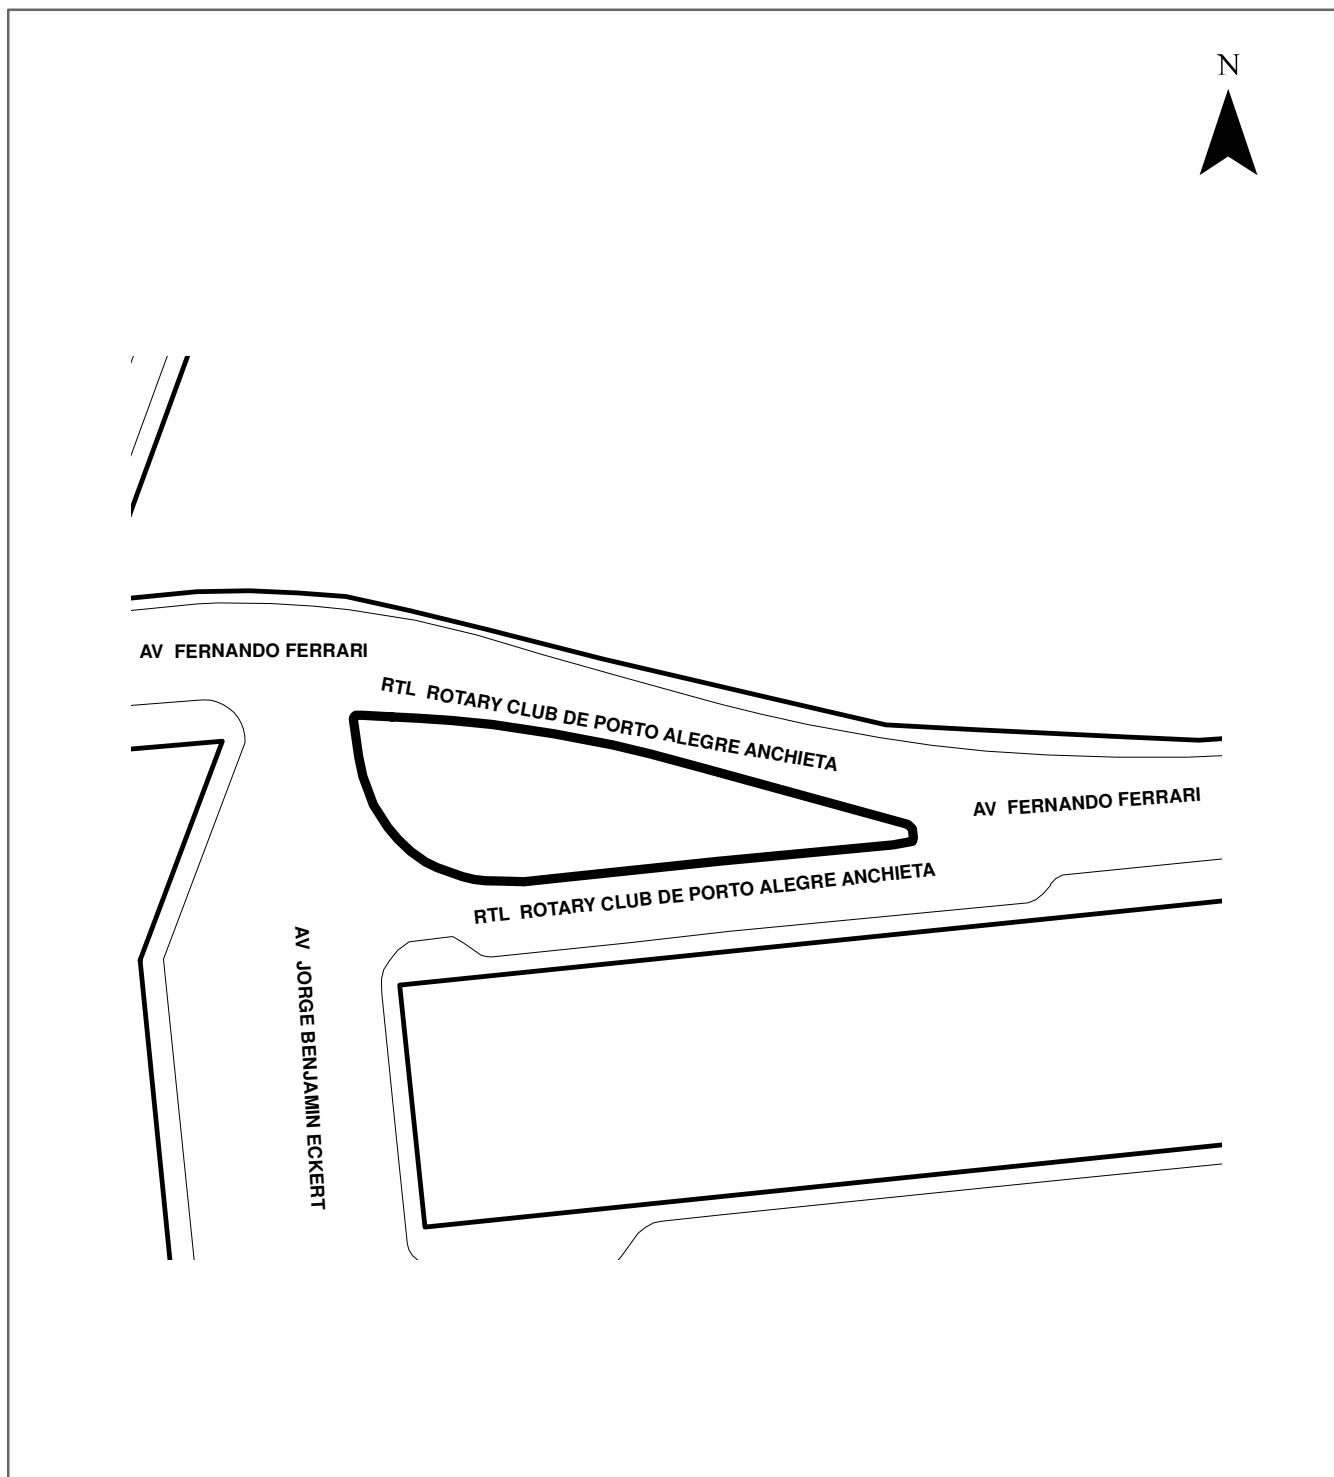 N
AV FERNANDO FERRARI
RTL ROTARY CLUB DE PORTO ALEGRE ANCHIETA
AV FERNANDO FERRARI
RTL ROTARY CLUB DE PORTO ALEGRE ANCHIETA
AV JORGE BENJAMIN ECKERT